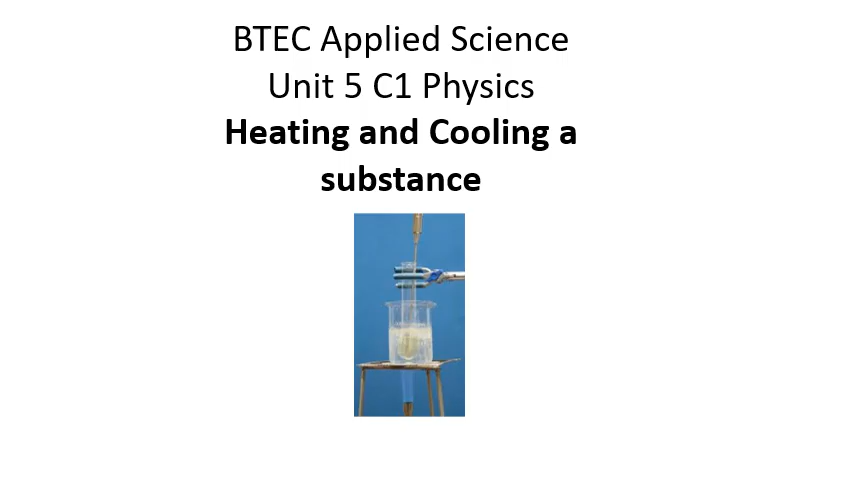 BTEC Applied Science
Unit 5 C1 Physics
Heating and Cooling a
substance